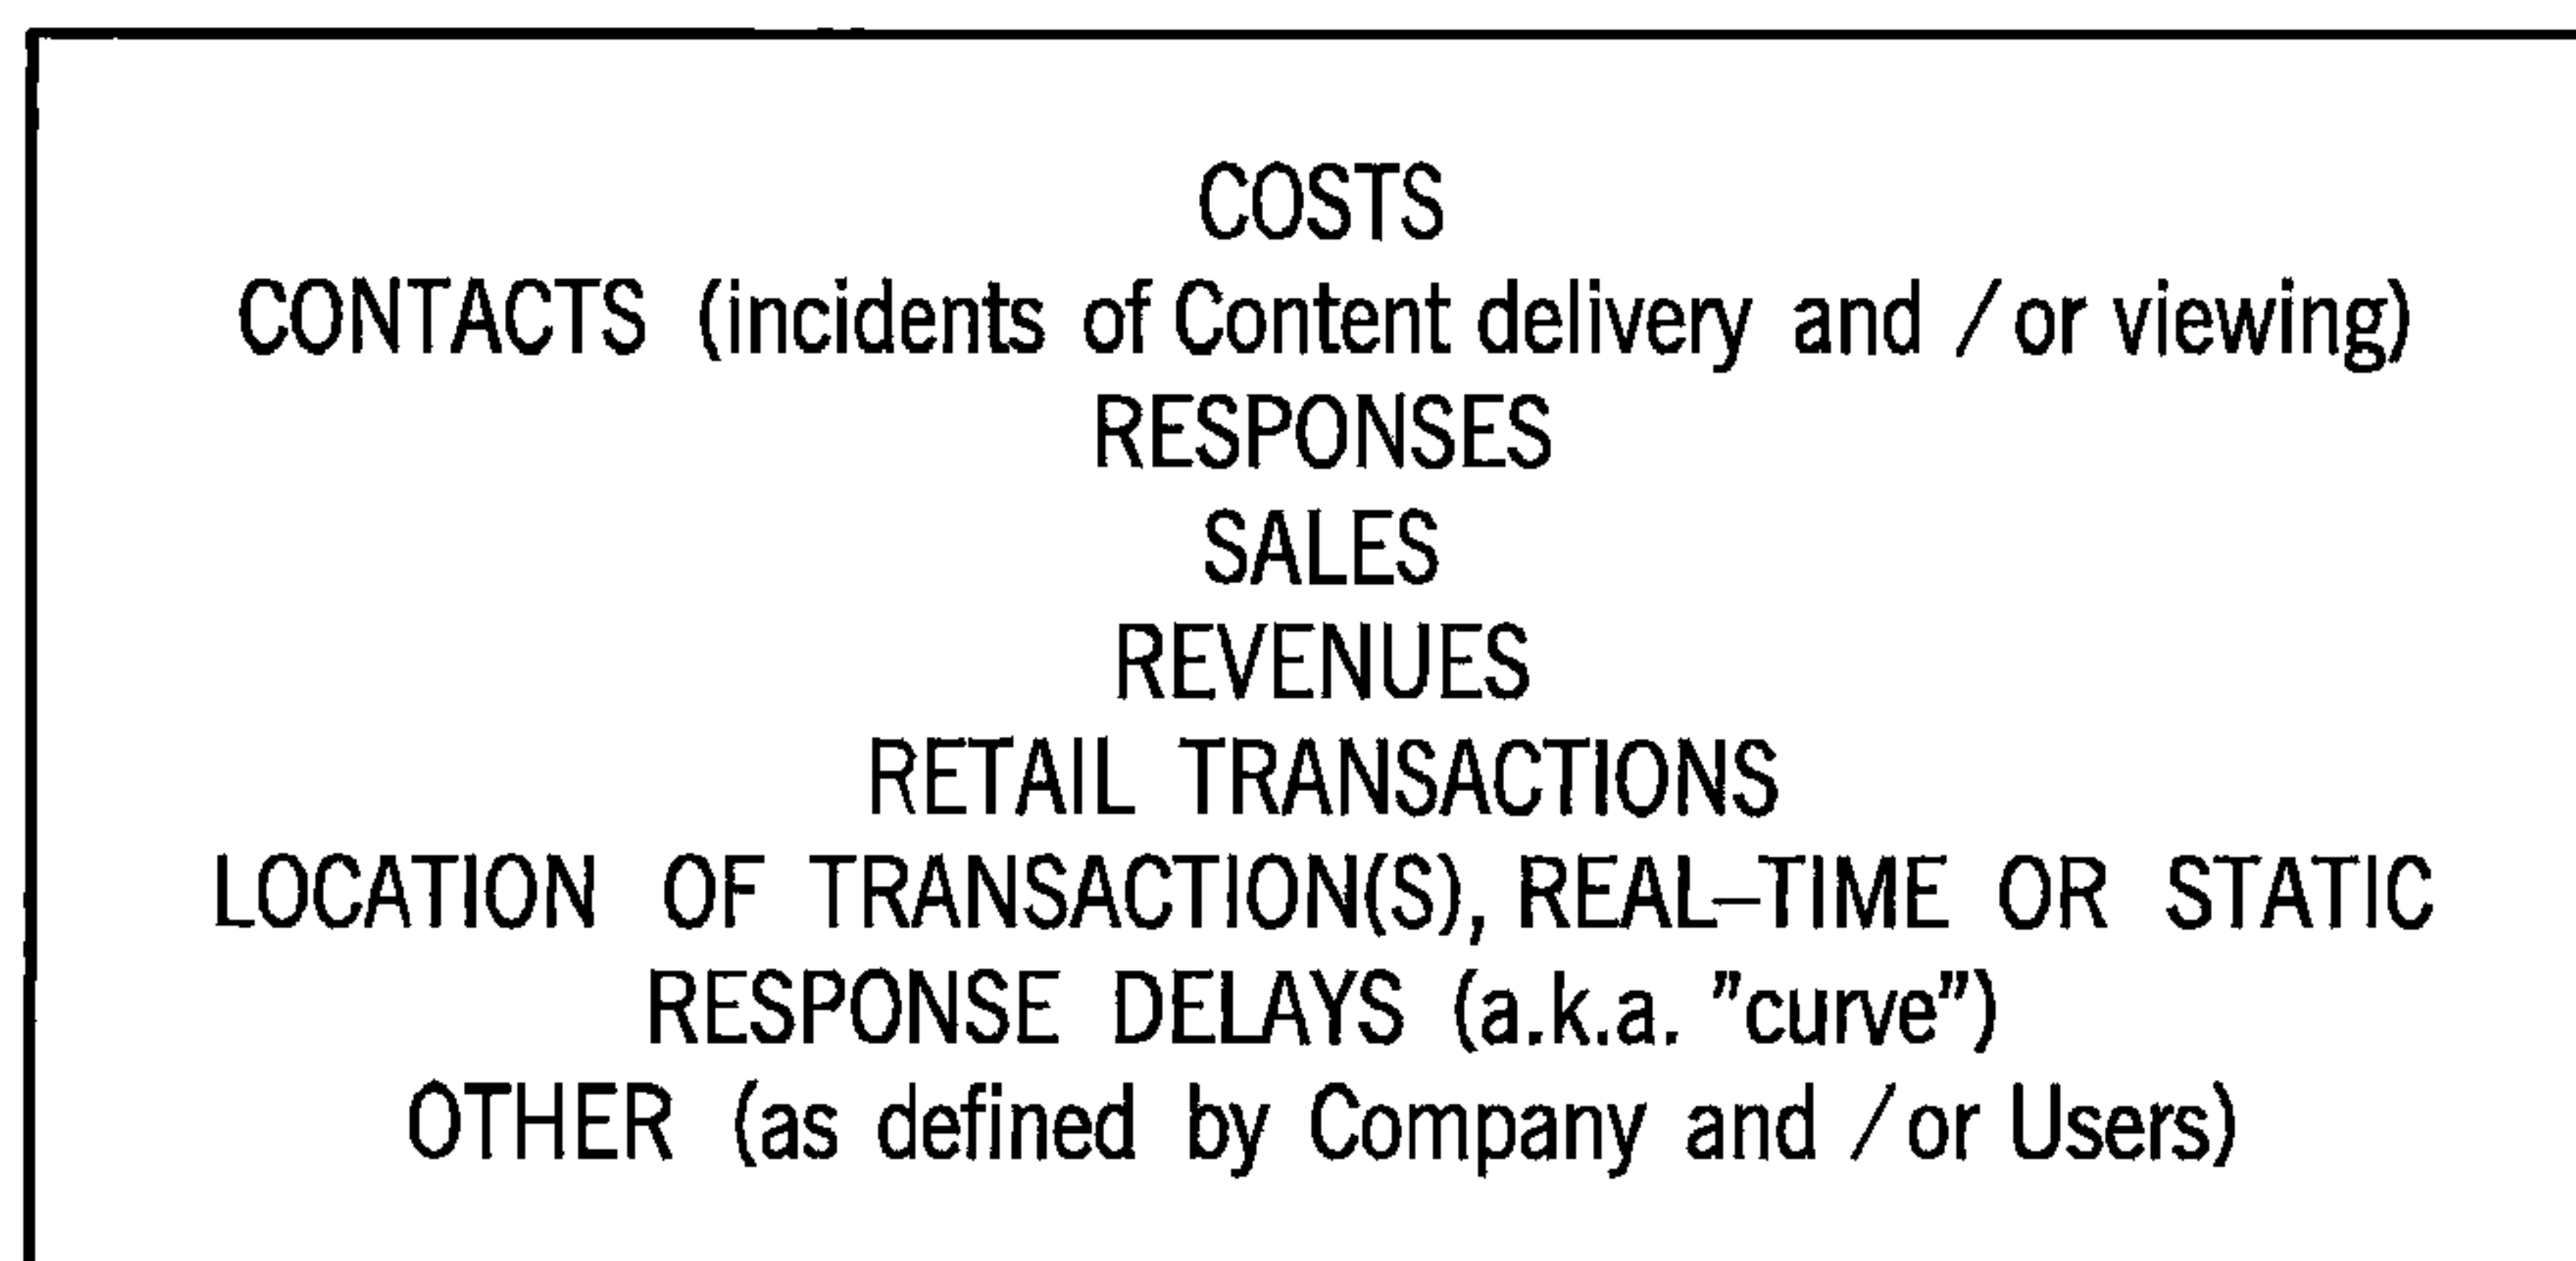 COSTS
CONTACTS (incidents of Content delivery and / or viewing)
RESPONSES
SALES
REVENUES
RETAIL TRANSACTIONS
LOCATION OF TRANSACTION(S), REAL-TIME OR STATIC
RESPONSE DELAYS (a.k.a. "curve")
OTHER (as defined by Company and / or Users)